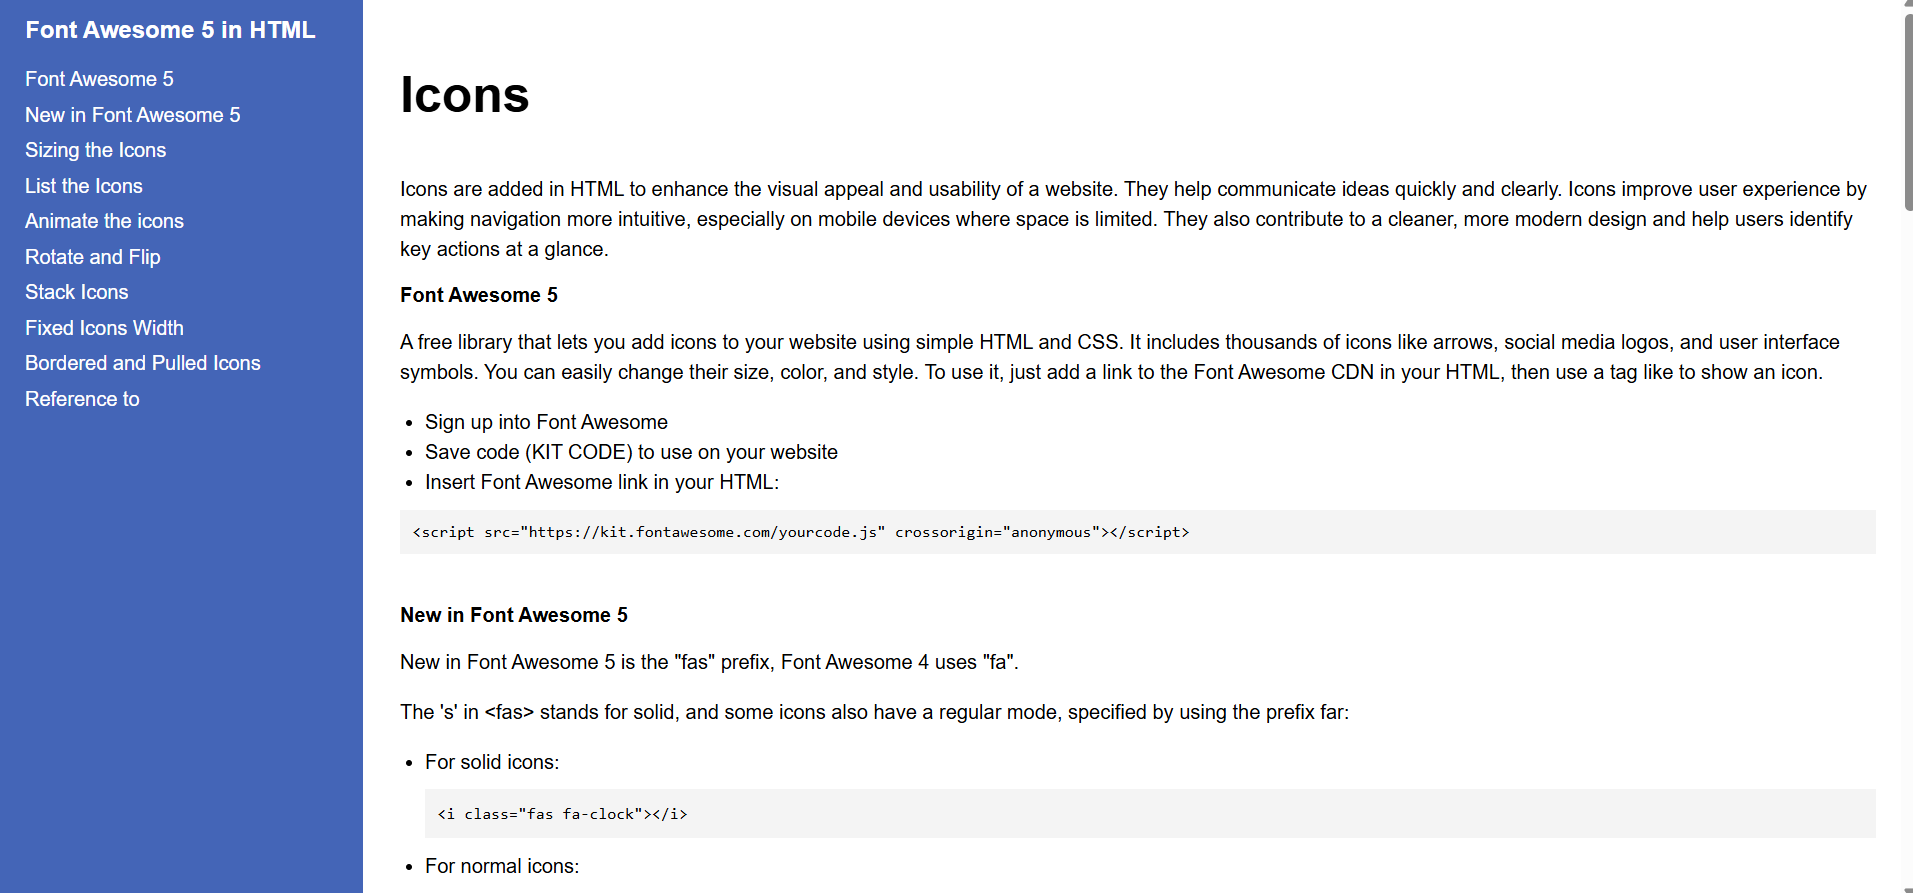 Font Awesome 5 in HTML
Font Awesome 5
New in Font Awesome 5
Sizing the Icons
List the Icons
Animate the icons
Rotate and Flip
Stack Icons
Fixed Icons Width
Bordered and Pulled Icons
Reference to
Icons
Icons are added in HTML to enhance the visual appeal and usability of a website. They help communicate ideas quickly and clearly. Icons improve user experience by
making navigation more intuitive, especially on mobile devices where space is limited. They also contribute to a cleaner, more modern design and help users identify
key actions at a glance.
Font Awesome 5
A free library that lets you add icons to your website using simple HTML and CSS. It includes thousands of icons like arrows, social media logos, and user interface
symbols. You can easily change their size, color, and style. To use it, just add a link to the Font Awesome CDN in your HTML, then use a tag like to show an icon.
• Sign up into Font Awesome
• Save code (KIT CODE) to use on your website
• Insert Font Awesome link in your HTML:
<script src="https://kit.fontawesome.com/yourcode.js" crossorigin="anonymous"></script>
New in Font Awesome 5
New in Font Awesome 5 is the "fas" prefix, Font Awesome 4 uses "fa".
The 's' in <fas> stands for solid, and some icons also have a regular mode, specified by using the prefix far:
• For solid icons:
<i class="fas fa-clock"></i>
• For normal icons: